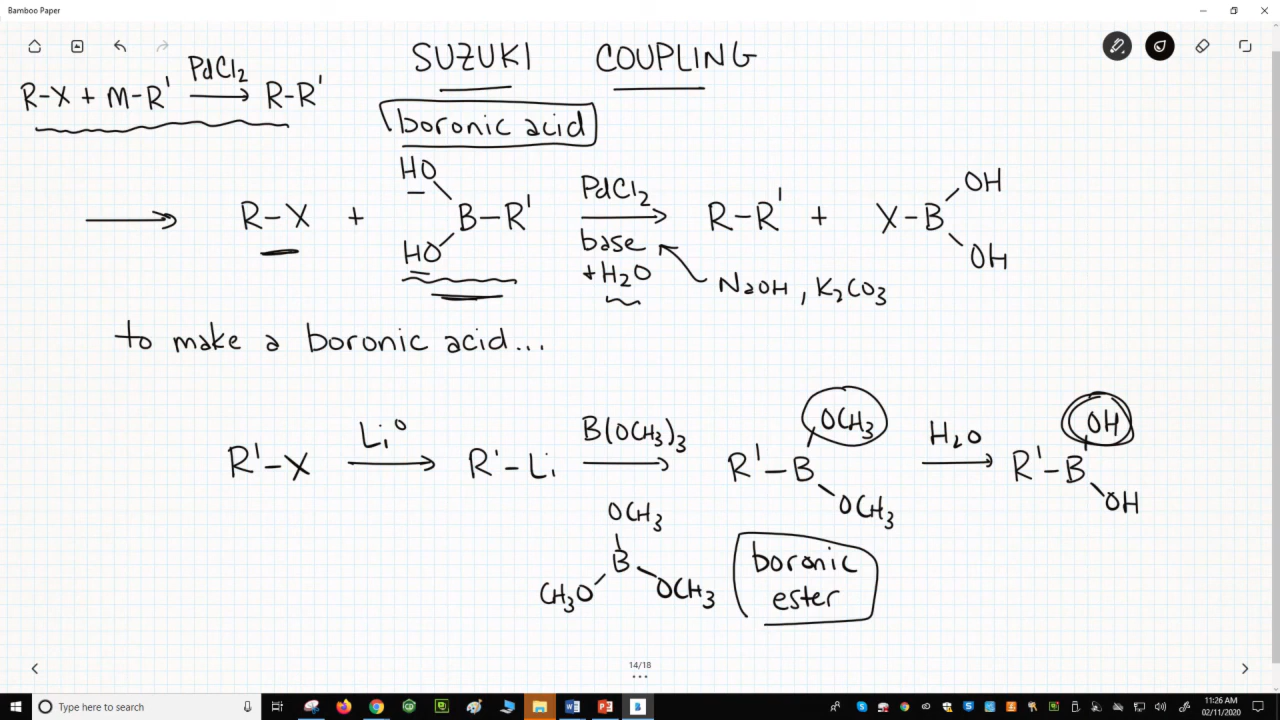 Bamboo Paper
SUZUKI COUPLING
PdCl2
R-X + M-R' → R-R'
boronic acid
HO
PdCl2
OH
R-X + B-R' → R-R' + X-B
HO
base
OH
+H2O
NaOH, K2CO3
to make a boronic acid...
Li° B(OCH3)3 OCH3 H2O OH
R'-X → R'-Li → R'-B → R'-B
OCH3 OH
OCH3
B
CH3O OCH3
boronic
ester
14/18
Type here to search
11:26 AM
02/11/2020